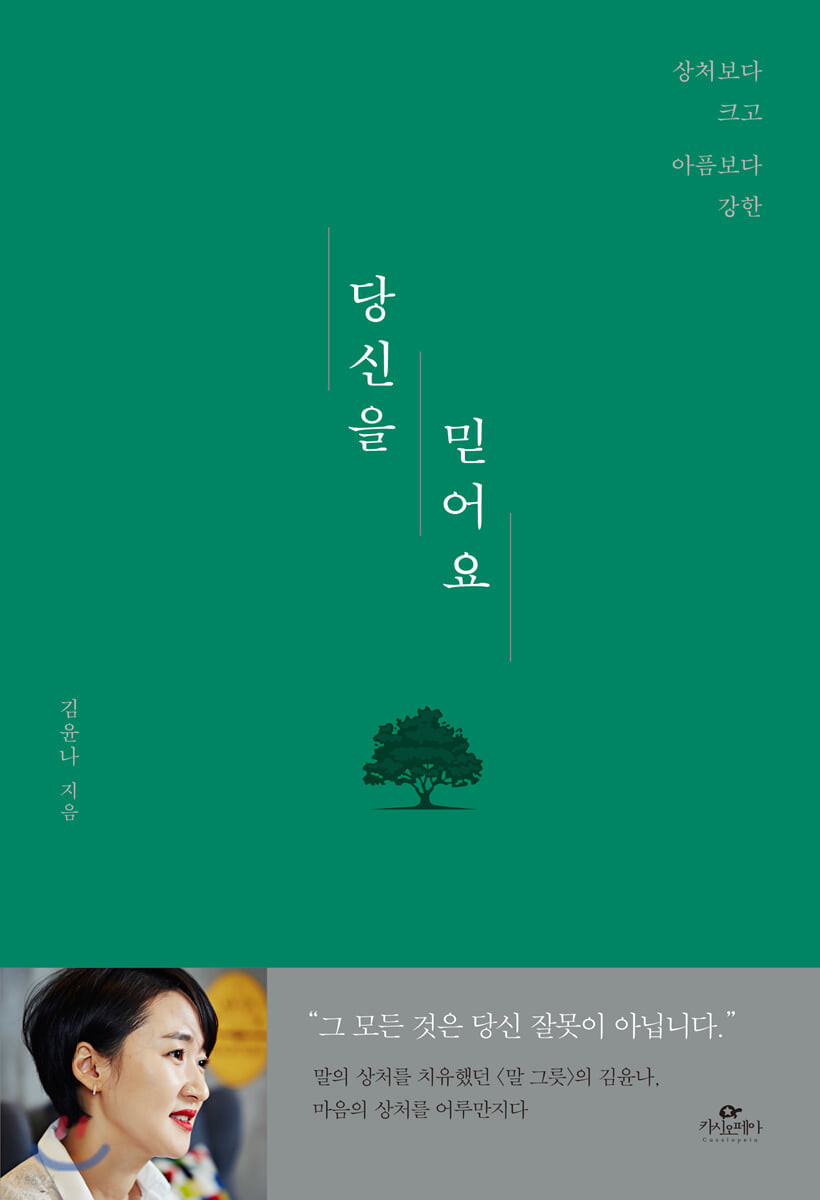 상처보다
크고
아픔보다
강한
당신을
믿어요
김윤나 지음
“그 모든 것은 당신 잘못이 아닙니다.”
말의 상처를 치유했던 〈말 그릇〉의 김윤나,
마음의 상처를 어루만지다
카시오페아
Cassiopeia